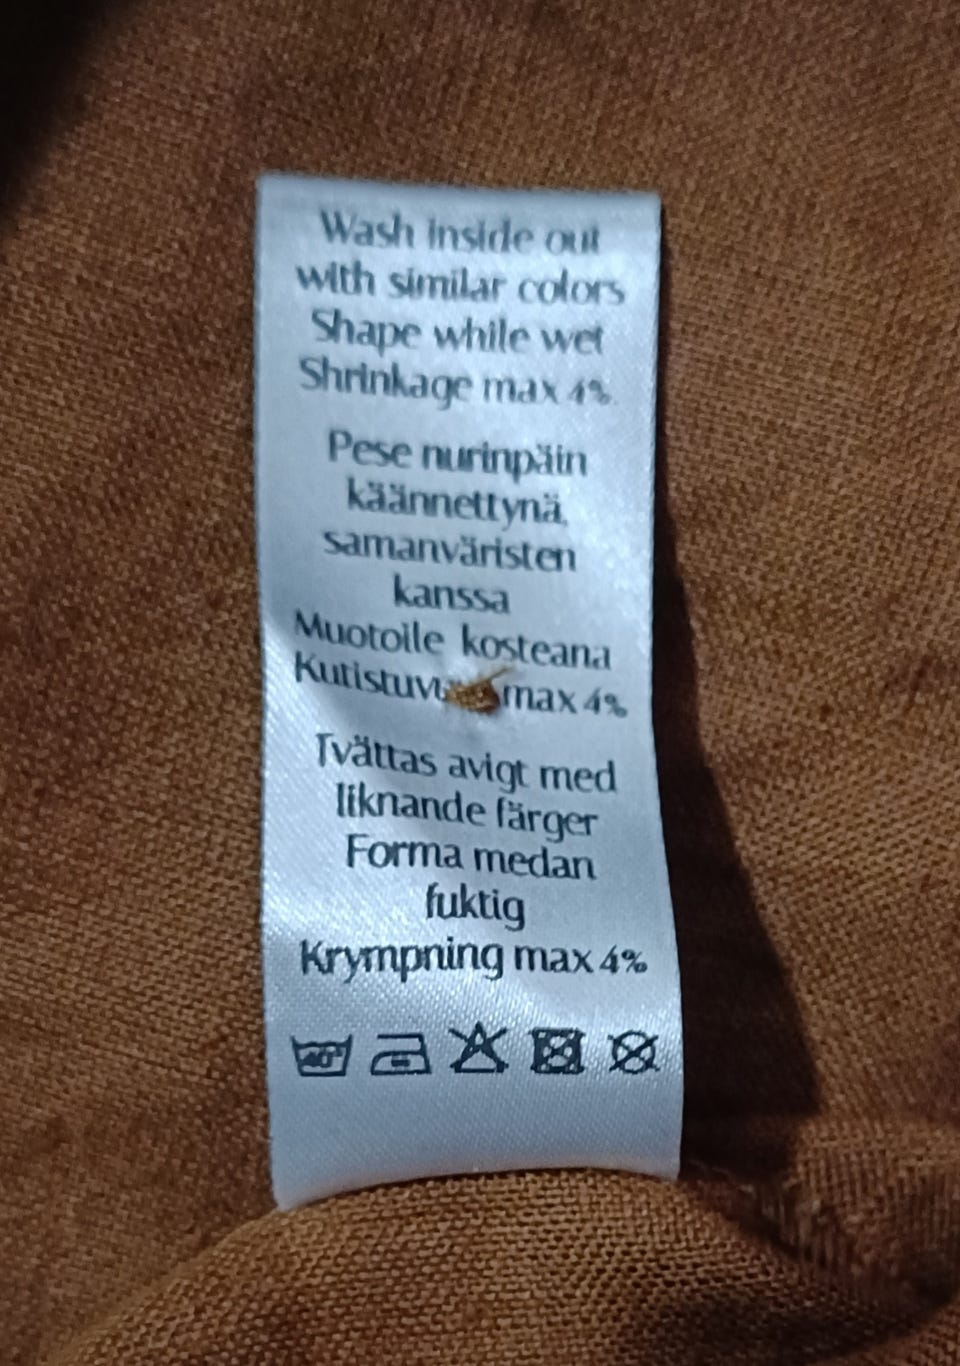 Wash inside out
with similar colors
Shape while wet
Shrinkage max 4%
Pese nurinpäin
käännettynä,
samanväristen
kanssa
Muotoile kosteana
max 4%
Tvättas avigt med
liknande färger
Forma medan
fuktig
Krympning max 4%
40°